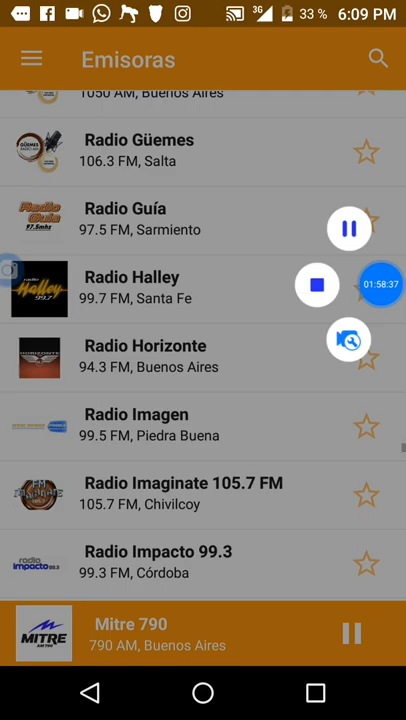 3G 33 % 6:09 PM
Emisoras
1050 AM, Buenos Aires
Radio Güemes
106.3 FM, Salta
Radio Guía
97.5 FM, Sarmiento
Radio Halley
99.7 FM, Santa Fe
01:58:37
Radio Horizonte
94.3 FM, Buenos Aires
Radio Imagen
99.5 FM, Piedra Buena
Radio Imaginate 105.7 FM
105.7 FM, Chivilcoy
Radio Impacto 99.3
99.3 FM, Córdoba
MITRE
AM 790
Mitre 790
790 AM, Buenos Aires